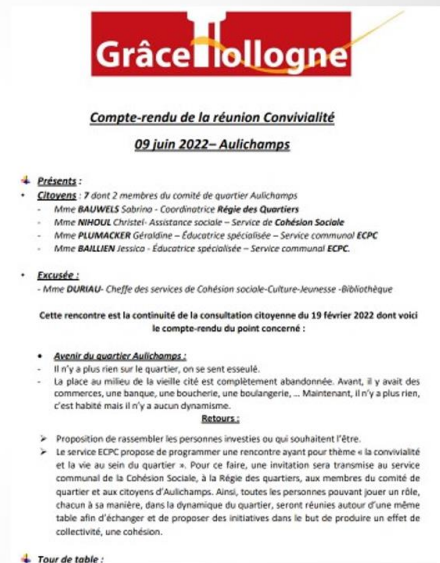 Grâce Hollogne
Compte-rendu de la réunion Convivialité
09 juin 2022– Aulichamps
Présents :
• Citoyens : 7 dont 2 membres du comité de quartier Aulichamps
- Mme BAUWELS Sabrina - Coordinatrice Régie des Quartiers
- Mme NIHOUL Christel- Assistance sociale – Service de Cohésion Sociale
- Mme PLUMACKER Géraldine – Éducatrice spécialisée – Service communal ECPC
- Mme BAILLIEN Jessica - Éducatrice spécialisée – Service communal ECPC.
• Excusée :
- Mme DURIAU- Cheffe des services de Cohésion sociale-Culture-Jeunesse -Bibliothèque
Cette rencontre est la continuité de la consultation citoyenne du 19 février 2022 dont voici
le compte-rendu du point concerné :
• Avenir du quartier Aulichamps :
- Il n’y a plus rien sur le quartier, on se sent esseulé.
- La place au milieu de la vieille cité est complètement abandonnée. Avant, il y avait des
commerces, une banque, une boucherie, une boulangerie, … Maintenant, il n’y a plus rien,
c’est habité mais il n’y a aucun dynamisme.
Retours :
➢ Proposition de rassembler les personnes investies ou qui souhaitent l’être.
➢ Le service ECPC propose de programmer une rencontre ayant pour thème « la convivialité
et la vie au sein du quartier ». Pour ce faire, une invitation sera transmise au service
communal de la Cohésion Sociale, à la Régie des quartiers, aux membres du comité de
quartier et aux citoyens d’Aulichamps. Ainsi, toutes les personnes pouvant jouer un rôle,
chacun à sa manière, dans la dynamique du quartier, seront réunies autour d’une même
table afin d’échanger et de proposer des initiatives dans le but de produire un effet de
collectivité, une cohésion.
Tour de table :